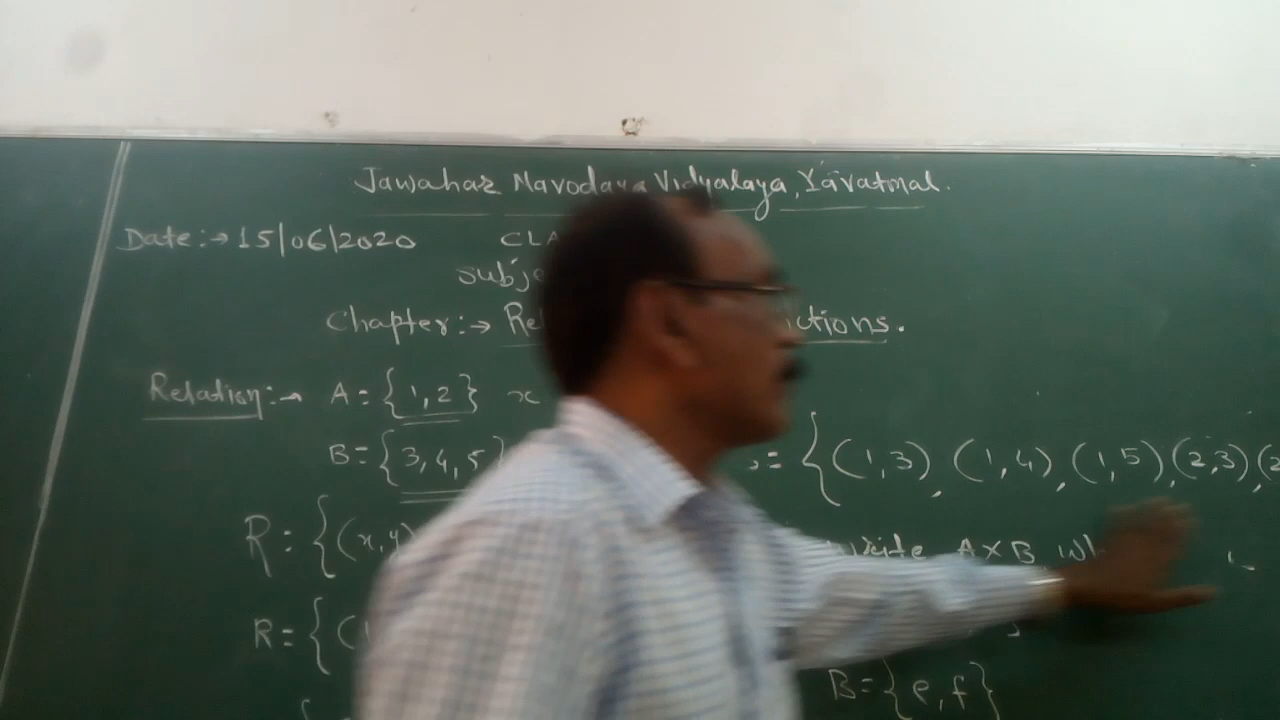 Jawahar Navodaya Vidyalaya, Yavatmal.
Date:→15/06/2020 CLA
Subje
Chapter:→ Re ctions.
Relation:→ A={1,2} x
B={3,4,5} = {(1,3),(1,4),(1,5),(2,3),(2
R={(x,y) write A×B wh
R={(
B={e,f}